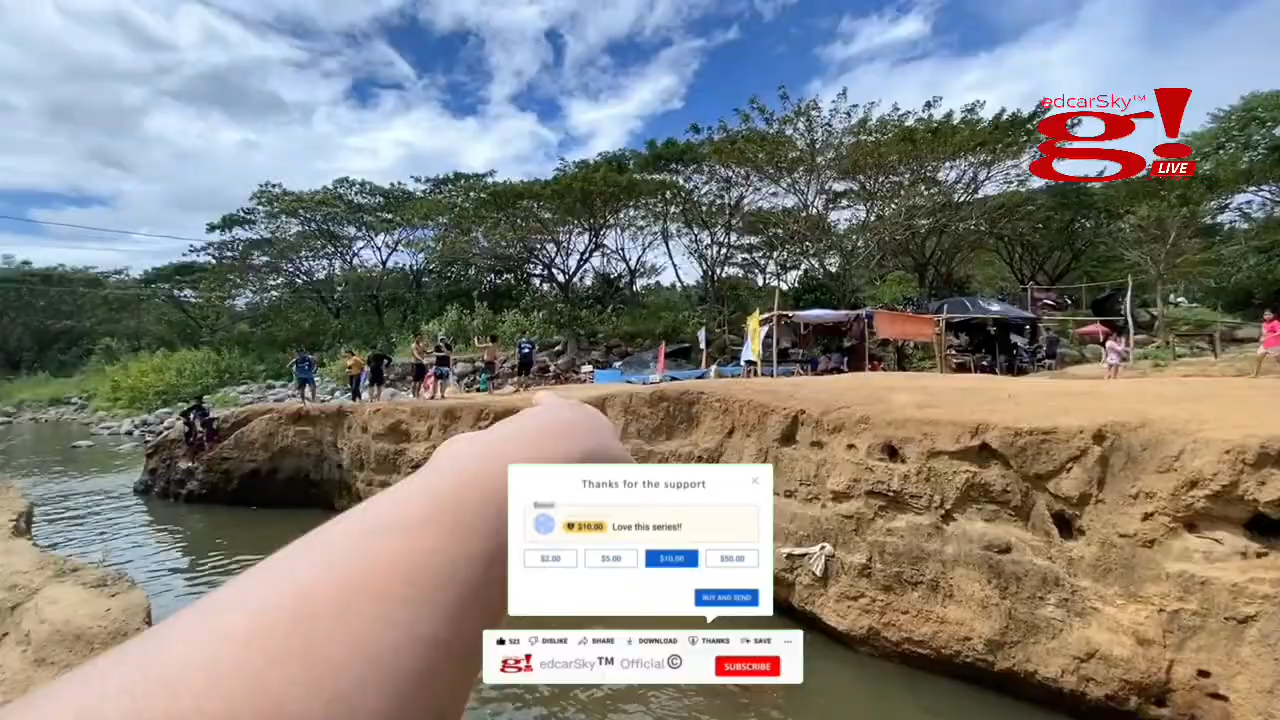 edcarSky™
g!
LIVE
Thanks for the support
$10.00 Love this series!!
$2.00 $5.00 $10.00 $50.00
BUY AND SEND
521 DISLIKE SHARE DOWNLOAD THANKS SAVE
g! edcarSky™ Official© SUBSCRIBE